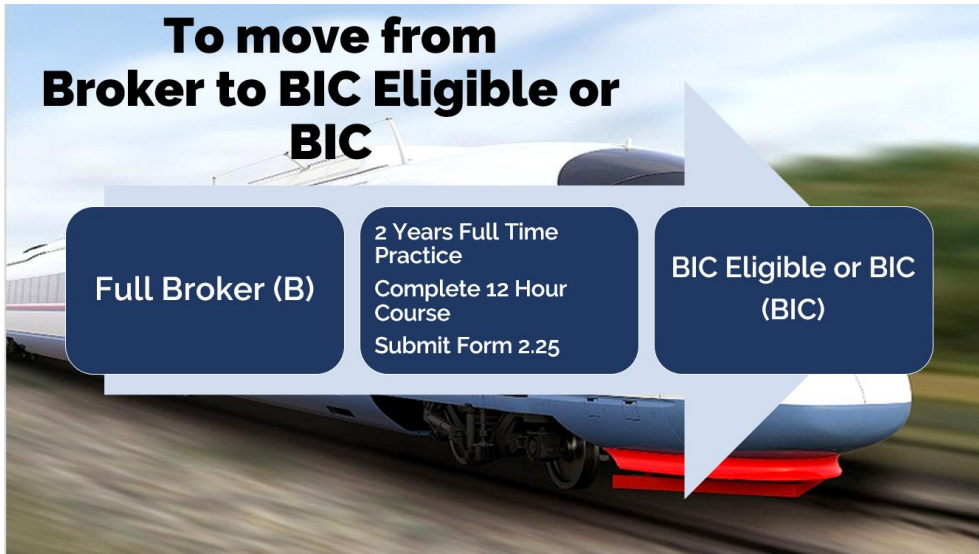 To move from
Broker to BIC Eligible or
BIC
Full Broker (B)
2 Years Full Time
Practice
Complete 12 Hour
Course
Submit Form 2.25
BIC Eligible or BIC
(BIC)